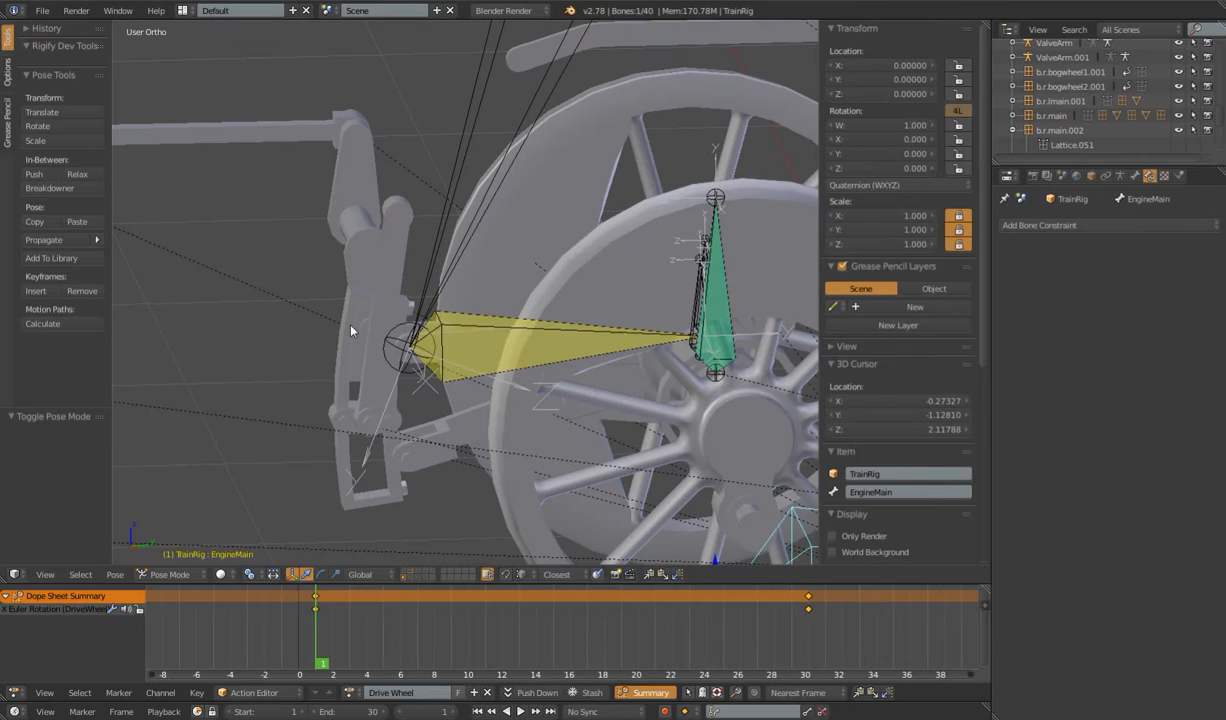 File Render Window Help Default Scene Blender Render v2.78 | Bones:1/40 | Mem:170.78M | TrainRig
Tools
Options
Grease Pencil
History
Rigify Dev Tools
Pose Tools
Transform:
Translate
Rotate
Scale
In-Between:
Push Relax
Breakdowner
Pose:
Copy Paste
Propagate
Add To Library
Keyframes:
Insert Remove
Motion Paths:
Calculate
Toggle Pose Mode
User Ortho
Y
Z
Z
(1) TrainRig : EngineMain
Transform
Location:
X: 0.00000
Y: 0.00000
Z: 0.00000
Rotation: 4L
W: 1.000
X: 0.000
Y: 0.000
Z: 0.000
Quaternion (WXYZ)
Scale:
X: 1.000
Y: 1.000
Z: 1.000
Grease Pencil Layers
Scene Object
New
New Layer
View
3D Cursor
Location:
X: -0.27327
Y: -1.12810
Z: 2.11788
Item
TrainRig
EngineMain
Display
Only Render
World Background
View Search All Scenes
ValveArm
ValveArm.001
b.r.bogwheel1.001
b.r.bogwheel2.001
b.r.lmain.001
b.r.main
b.r.main.002
Lattice.051
TrainRig EngineMain
Add Bone Constraint
View Select Pose Pose Mode Global Closest
Dope Sheet Summary
X Euler Rotation (DriveWheel
1
-8 -6 -4 -2 0 2 4 6 8 10 12 14 16 18 20 22 24 26 28 30 32 34 36 38
View Select Marker Channel Key Action Editor Drive Wheel F Push Down Stash Summary Nearest Frame
View Marker Frame Playback Start: 1 End: 30 1 No Sync